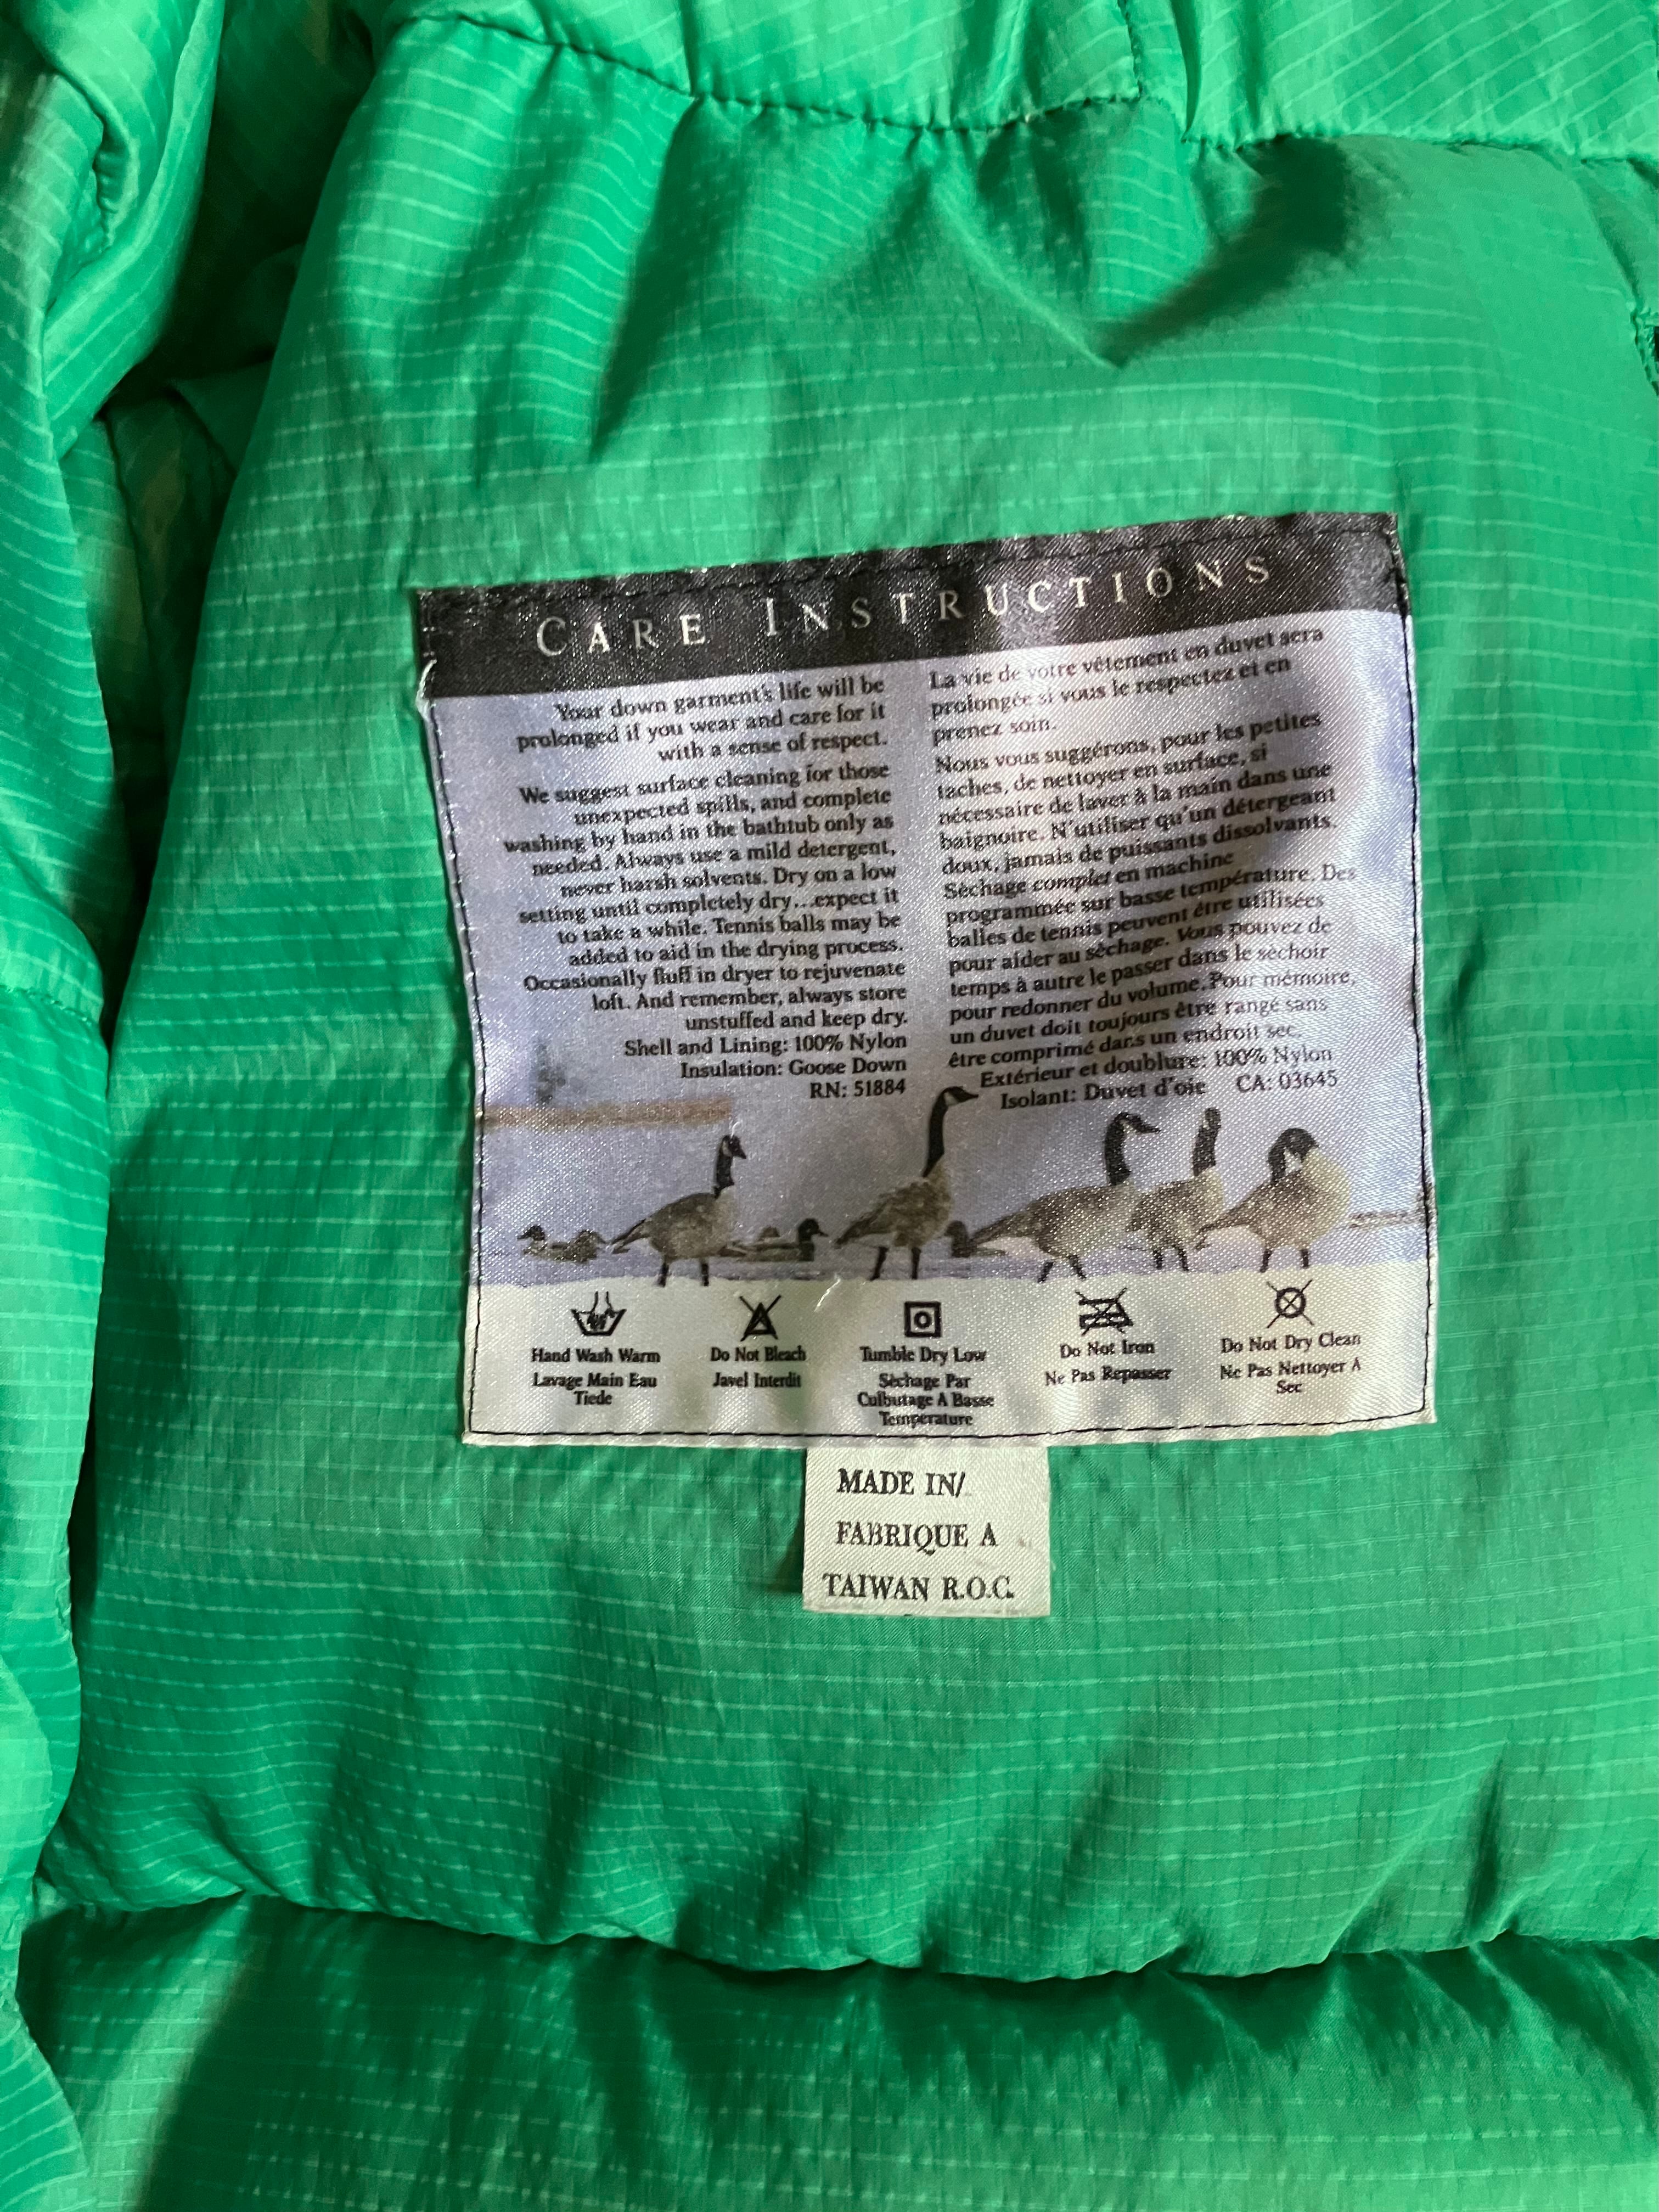 CARE INSTRUCTIONS
Your down garment's life will be
prolonged if you wear and care for it
with a sense of respect.
We suggest surface cleaning for those
unexpected spills, and complete
washing by hand in the bathtub only as
needed. Always use a mild detergent,
never harsh solvents. Dry on a low
setting until completely dry...expect it
to take a while. Tennis balls may be
added to aid in the drying process.
Occasionally fluff in dryer to rejuvenate
loft. And remember, always store
unstuffed and keep dry.
Shell and Lining: 100% Nylon
Insulation: Goose Down
RN: 51884
La vie de votre vêtement en duvet sera
prolongée si vous le respectez et en
prenez soin.
Nous vous suggérons, pour les petites
taches, de nettoyer en surface, si
nécessaire de laver à la main dans une
baignoire. N'utiliser qu'un détergeant
doux, jamais de puissants dissolvants.
Sèchage complet en machine
programmée sur basse température. Des
balles de tennis peuvent être utilisées
pour aider au sèchage. Vous pouvez de
temps à autre le passer dans le sèchoir
pour redonner du volume. Pour mémoire,
un duvet doit toujours être rangé sans
être comprimé dans un endroit sec.
Extérieur et doublure: 100% Nylon
Isolant: Duvet d'oie CA: 03645
Hand Wash Warm
Lavage Main Eau
Tiede
Do Not Bleach
Javel Interdit
Tumble Dry Low
Sèchage Par
Culbutage A Basse
Temperature
Do Not Iron
Ne Pas Repasser
Do Not Dry Clean
Ne Pas Nettoyer A
Sec
MADE IN/
FABRIQUE A
TAIWAN R.O.C.